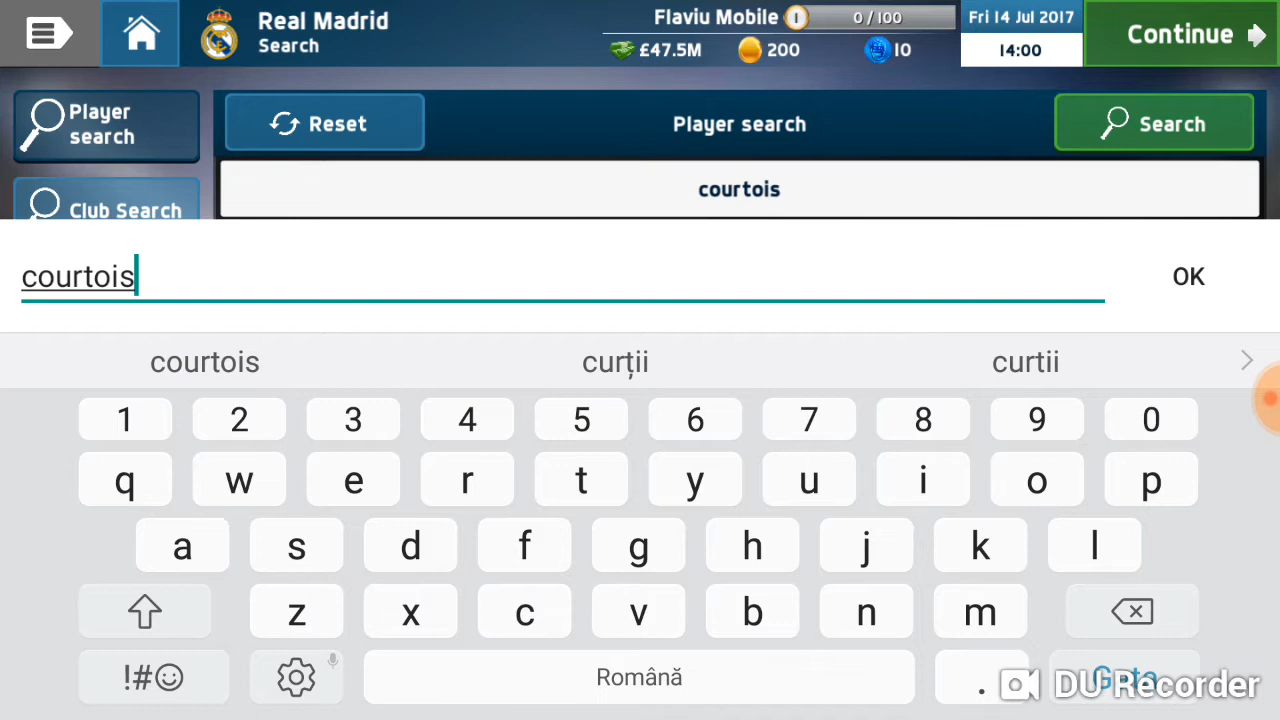 Real Madrid
Search
Flaviu Mobile
0 / 100
£47.5M
200
10
Fri 14 Jul 2017
14:00
Continue
Player
search
Reset
Player search
Search
Club Search
courtois
courtois
OK
courtois
curții
curtii
1 2 3 4 5 6 7 8 9 0
q w e r t y u i o p
a s d f g h j k l
z x c v b n m
!#
Română
.
Gata
DU Recorder